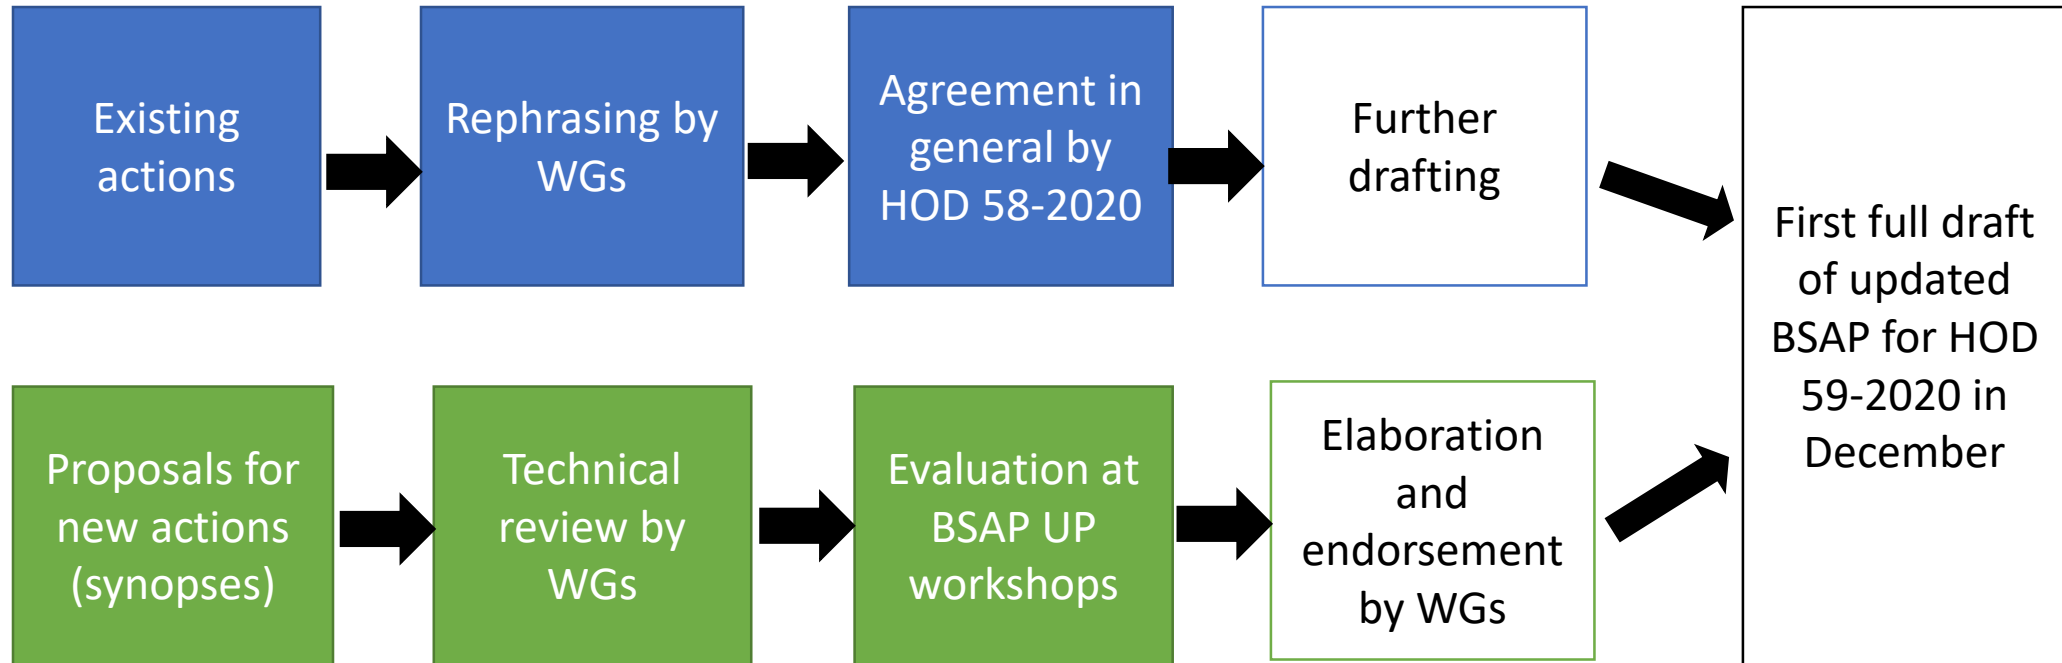 Existing
actions
Rephrasing by
WGs
Agreement in
general by
HOD 58-2020
Further
drafting
First full draft
of updated
BSAP for HOD
59-2020 in
December
Proposals for
new actions
(synopses)
Technical
review by
WGs
Evaluation at
BSAP UP
workshops
Elaboration
and
endorsement
by WGs